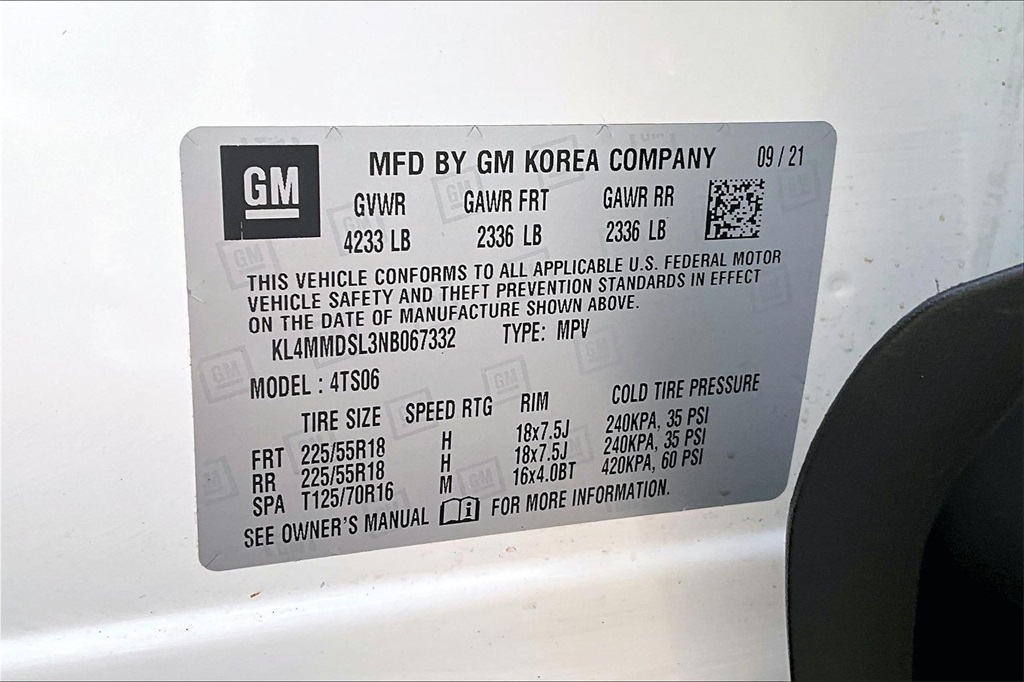 GM MFD BY GM KOREA COMPANY 09 / 21
GVWR GAWR FRT GAWR RR
4233 LB 2336 LB 2336 LB
THIS VEHICLE CONFORMS TO ALL APPLICABLE U.S. FEDERAL MOTOR
VEHICLE SAFETY AND THEFT PREVENTION STANDARDS IN EFFECT
ON THE DATE OF MANUFACTURE SHOWN ABOVE.
KL4MMDSL3NB067332 TYPE: MPV
MODEL : 4TS06
TIRE SIZE SPEED RTG RIM COLD TIRE PRESSURE
FRT 225/55R18 H 18x7.5J 240KPA, 35 PSI
RR 225/55R18 H 18x7.5J 240KPA, 35 PSI
SPA T125/70R16 M 16x4.0BT 420KPA, 60 PSI
SEE OWNER'S MANUAL i FOR MORE INFORMATION.